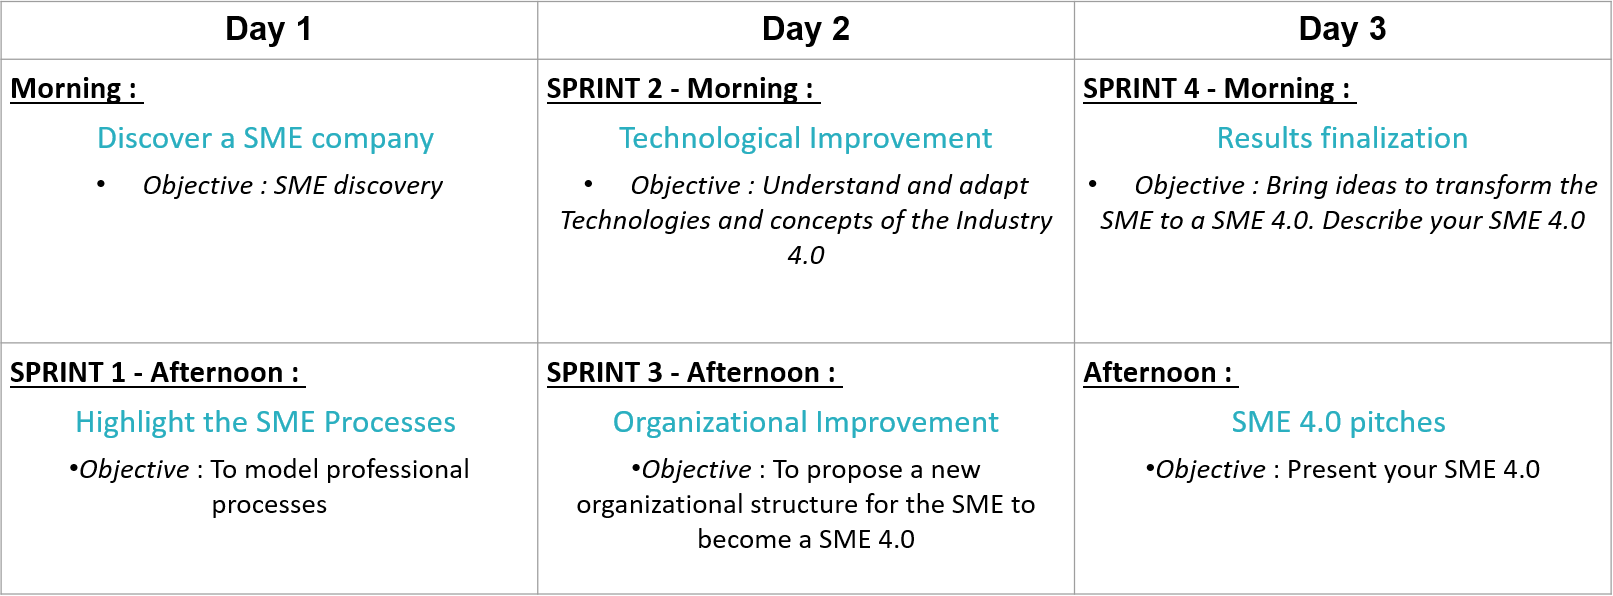 Day 1
Day 2
Day 3
Morning :
Discover a SME company
• Objective : SME discovery
SPRINT 2 - Morning :
Technological Improvement
• Objective : Understand and adapt
Technologies and concepts of the Industry
4.0
SPRINT 4 - Morning :
Results finalization
• Objective : Bring ideas to transform the
SME to a SME 4.0. Describe your SME 4.0
SPRINT 1 - Afternoon :
Highlight the SME Processes
•Objective : To model professional
processes
SPRINT 3 - Afternoon :
Organizational Improvement
•Objective : To propose a new
organizational structure for the SME to
become a SME 4.0
Afternoon :
SME 4.0 pitches
•Objective : Present your SME 4.0